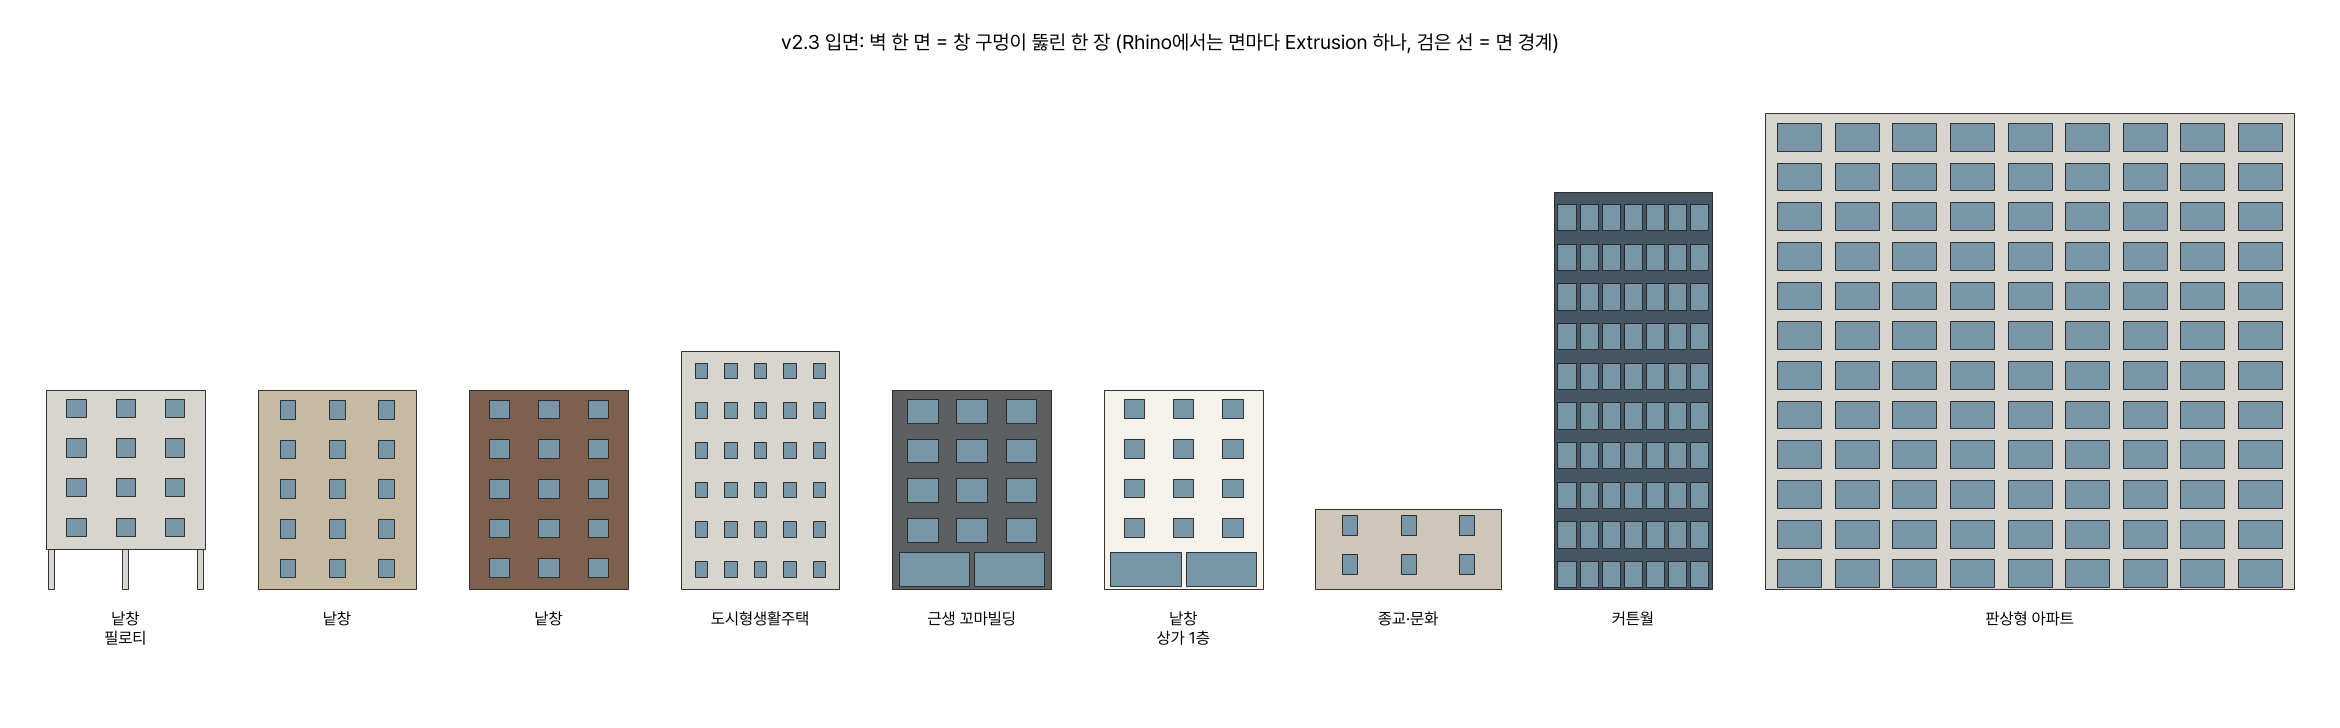 v2.3 입면: 벽 한 면 = 창 구멍이 뚫린 한 장 (Rhino에서는 면마다 Extrusion 하나, 검은 선 = 면 경계)
낱창
필로티
낱창
낱창
도시형생활주택
근생 꼬마빌딩
낱창
상가 1층
종교·문화
커튼월
판상형 아파트